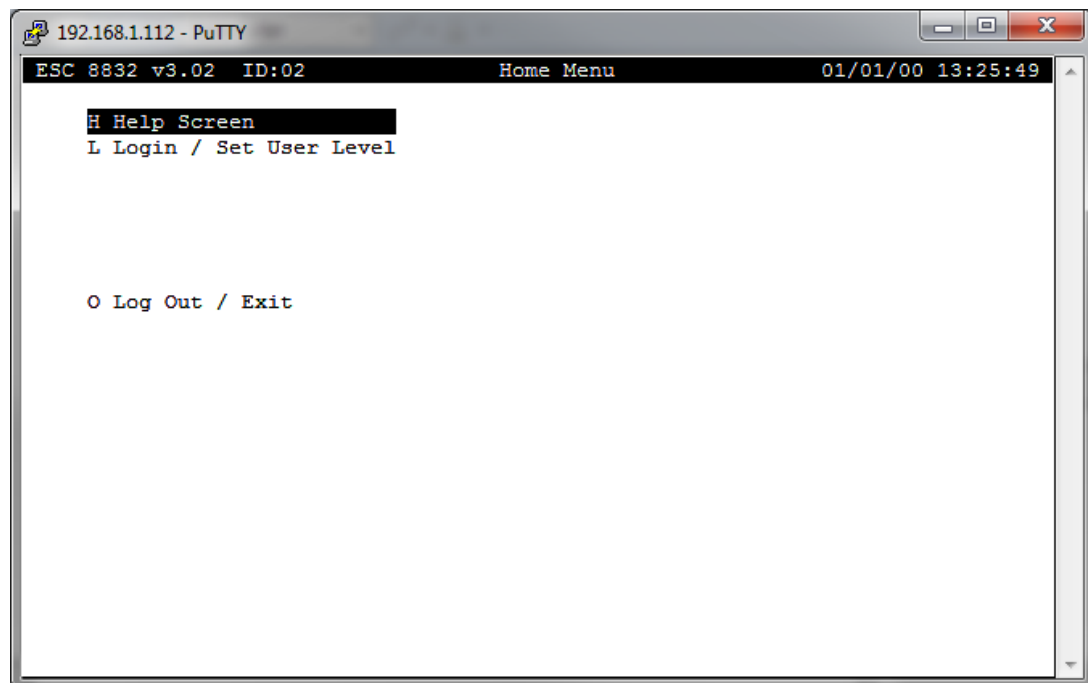 192.168.1.112 - PuTTY
ESC 8832 v3.02 ID:02 Home Menu 01/01/00 13:25:49
H Help Screen
L Login / Set User Level
O Log Out / Exit